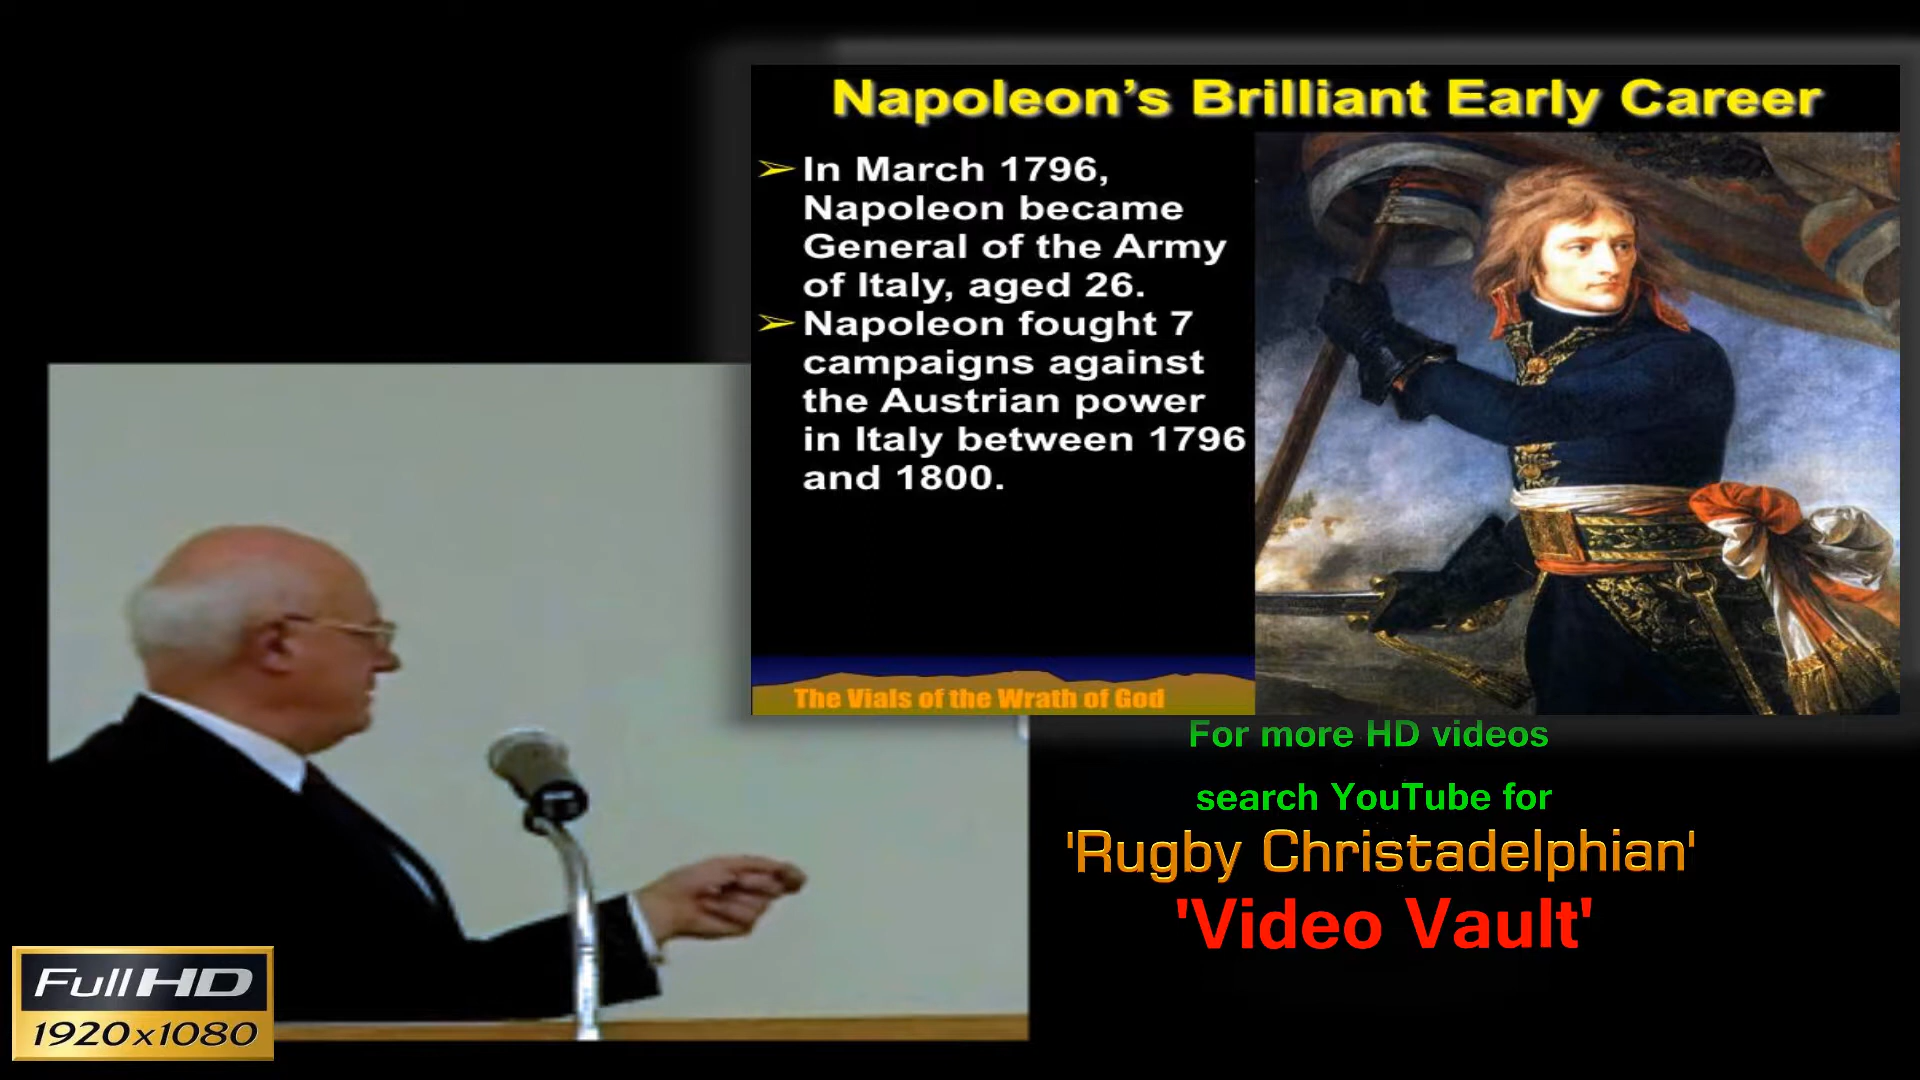 Napoleon’s Brilliant Early Career
➢ In March 1796,
Napoleon became
General of the Army
of Italy, aged 26.
➢ Napoleon fought 7
campaigns against
the Austrian power
in Italy between 1796
and 1800.
The Vials of the Wrath of God
For more HD videos
search YouTube for
'Rugby Christadelphian'
'Video Vault'
Full HD
1920x1080